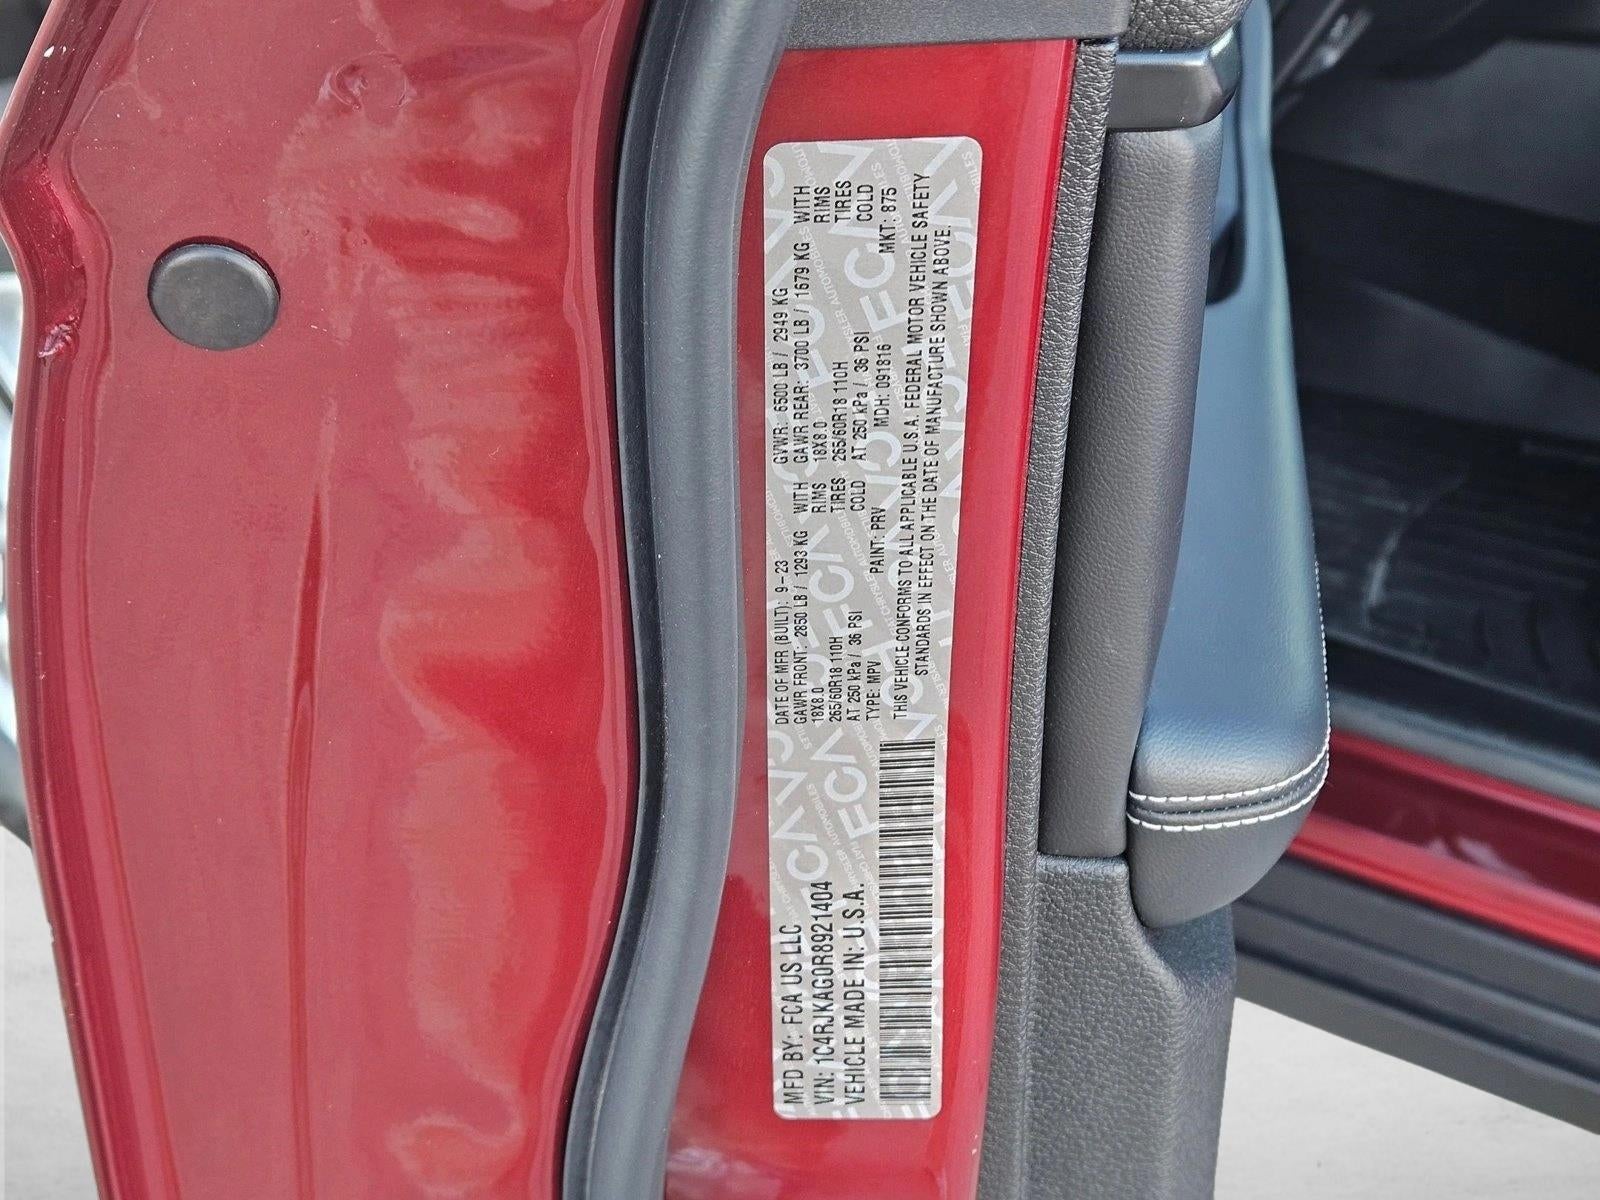 MFD BY: FCA US LLC
DATE OF MFR (BUILT): 9-23 GVWR: 6500 LB / 2949 KG
VIN: 1C4RJKAG0R8921404
GAWR FRONT: 2850 LB / 1293 KG WITH GAWR REAR: 3700 LB / 1679 KG WITH
18X8.0 RIMS 18X8.0 RIMS
265/60R18 110H TIRES 265/60R18 110H TIRES
VEHICLE MADE IN: U.S.A.
AT 250 kPa / 36 PSI COLD AT 250 kPa / 36 PSI COLD
TYPE: MPV PAINT: PRV MDH: 091816 MKT: 875
THIS VEHICLE CONFORMS TO ALL APPLICABLE U.S.A. FEDERAL MOTOR VEHICLE SAFETY
STANDARDS IN EFFECT ON THE DATE OF MANUFACTURE SHOWN ABOVE.